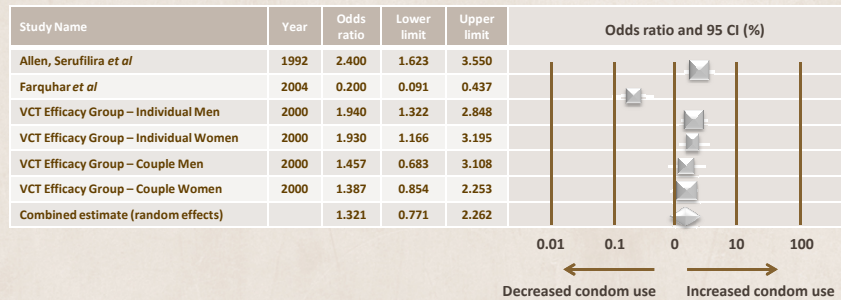 Study Name Year Odds ratio Lower limit Upper limit Odds ratio and 95 CI (%)
Allen, Serufilira et al 1992 2.400 1.623 3.550
Farquhar et al 2004 0.200 0.091 0.437
VCT Efficacy Group – Individual Men 2000 1.940 1.322 2.848
VCT Efficacy Group – Individual Women 2000 1.930 1.166 3.195
VCT Efficacy Group – Couple Men 2000 1.457 0.683 3.108
VCT Efficacy Group – Couple Women 2000 1.387 0.854 2.253
Combined estimate (random effects) 1.321 0.771 2.262
0.01 0.1 0 10 100
Decreased condom use Increased condom use